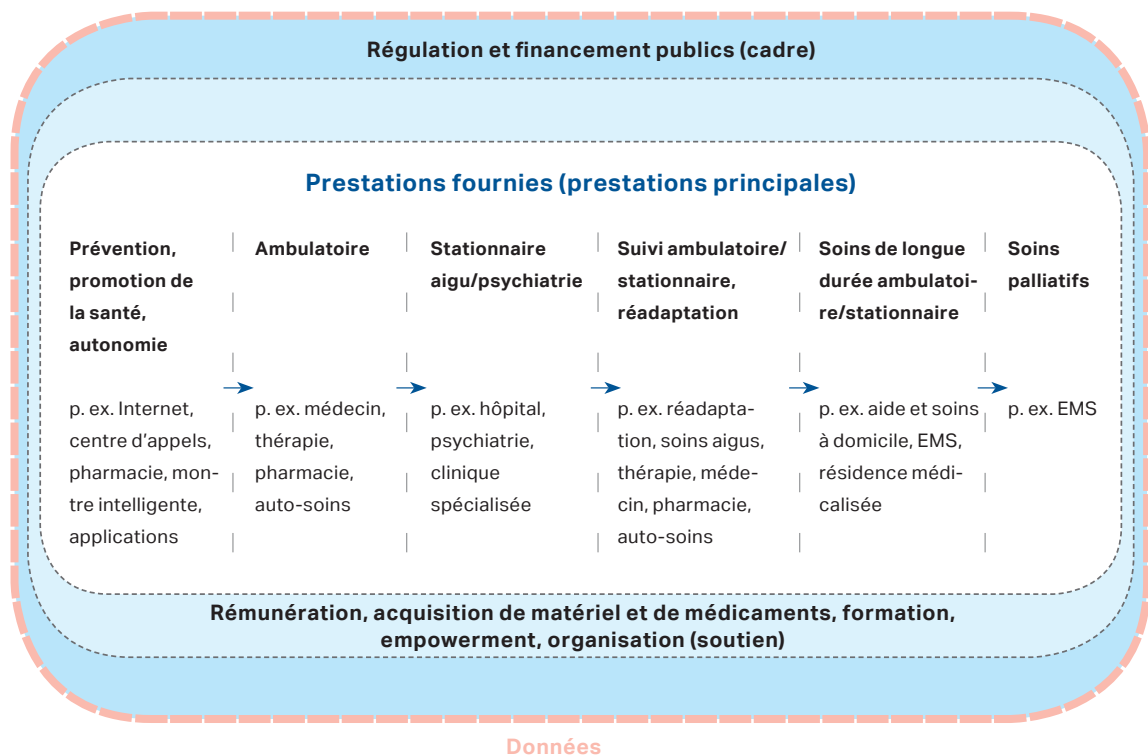 Régulation et financement publics (cadre)
Prestations fournies (prestations principales)
Prévention,
promotion de
la santé,
autonomie
p. ex. Internet,
centre d'appels,
pharmacie, mon-
tre intelligente,
applications
Ambulatoire
p. ex. médecin,
thérapie,
pharmacie,
auto-soins
Stationnaire
aigu/psychiatrie
p. ex. hôpital,
psychiatrie,
clinique
spécialisée
Suivi ambulatoire/
stationnaire,
réadaptation
p. ex. réadapta-
tion, soins aigus,
thérapie, méde-
cin, pharmacie,
auto-soins
Soins de longue
durée ambulatoi-
re/stationnaire
p. ex. aide et soins
à domicile, EMS,
résidence médi-
calisée
Soins
palliatifs
p. ex. EMS
Rémunération, acquisition de matériel et de médicaments, formation,
empowerment, organisation (soutien)
Données